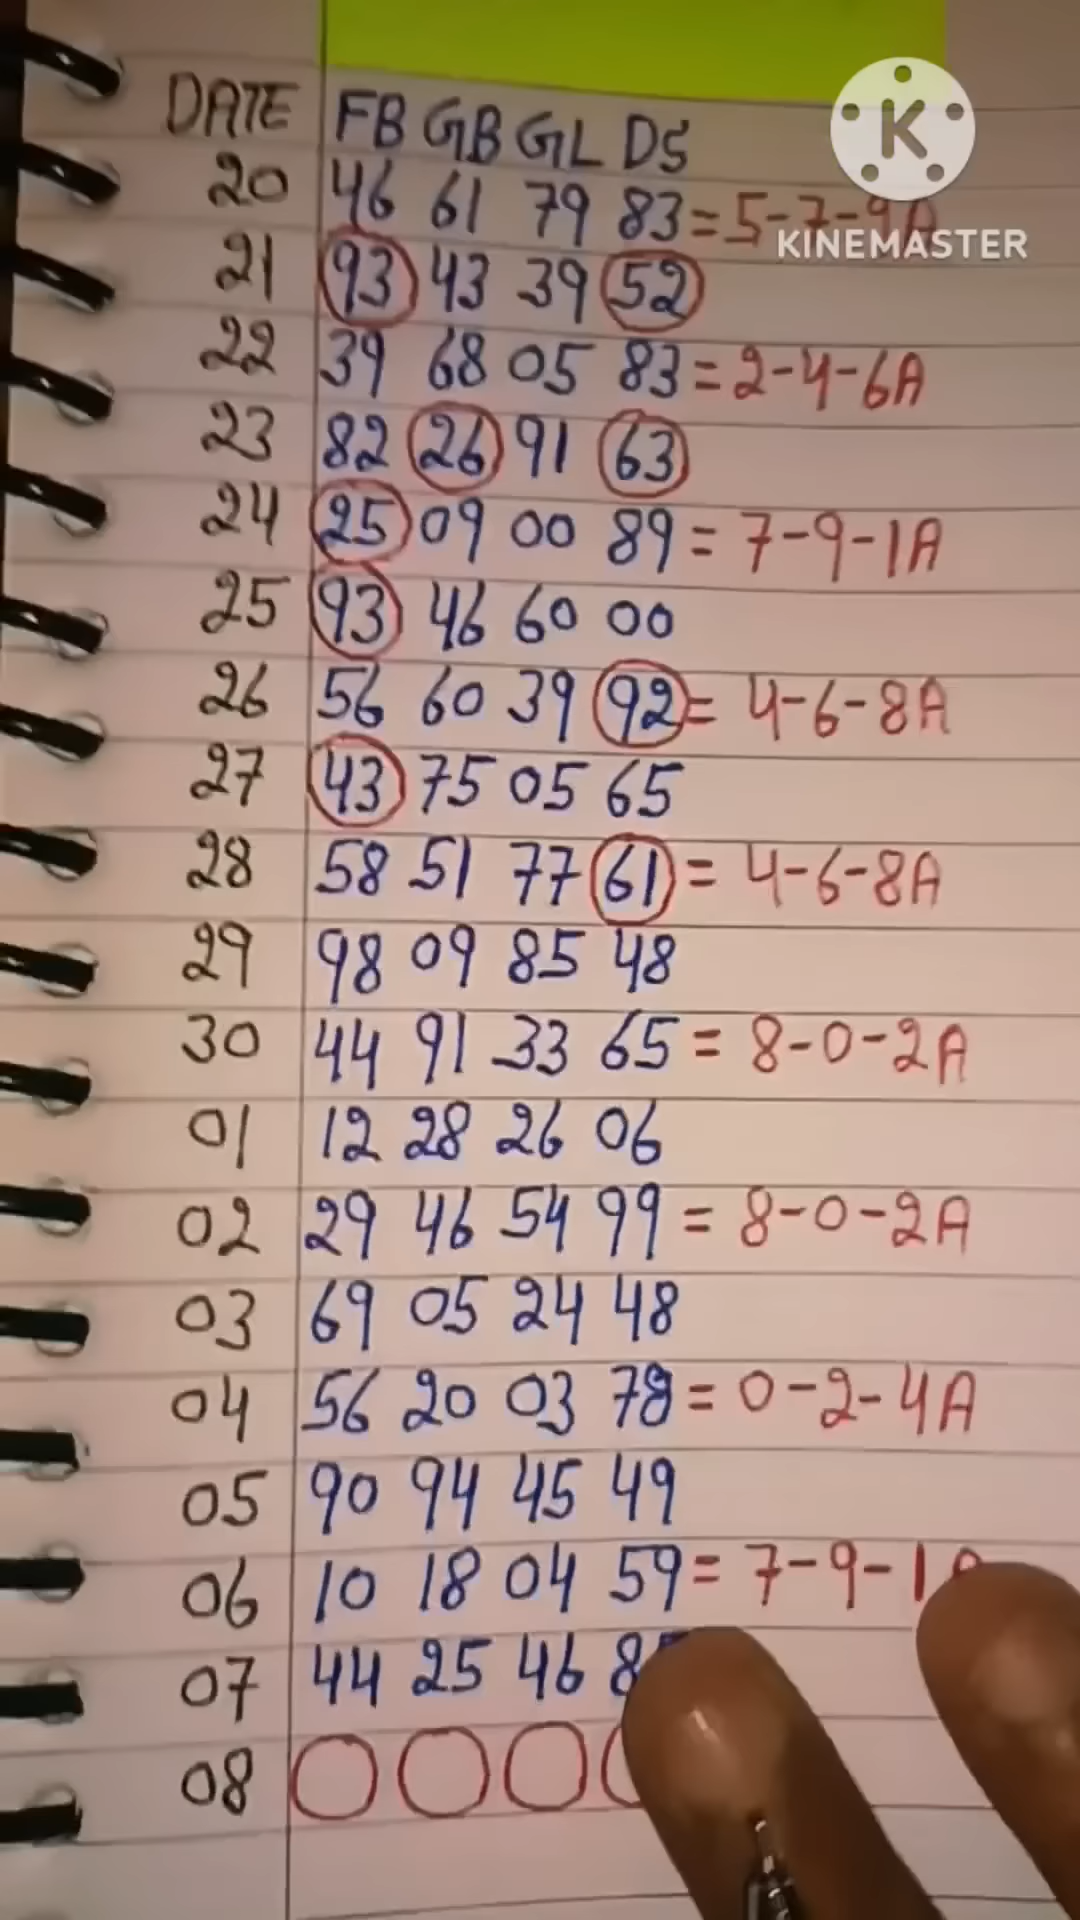 DATE FB GB GL DS
K
20 46 61 79 83 = 5-7-9A
KINEMASTER
21 93 43 39 52
22 39 68 05 83 = 2-4-6A
23 82 26 91 63
24 25 09 00 89 = 7-9-1A
25 93 46 60 00
26 56 60 39 92 = 4-6-8A
27 43 75 05 65
28 58 51 77 61 = 4-6-8A
29 98 09 85 48
30 44 91 33 65 = 8-0-2A
01 12 28 26 06
02 29 46 54 99 = 8-0-2A
03 69 05 24 48
04 56 20 03 78 = 0-2-4A
05 90 94 45 49
06 10 18 04 59 = 7-9-1A
07 44 25 46
08